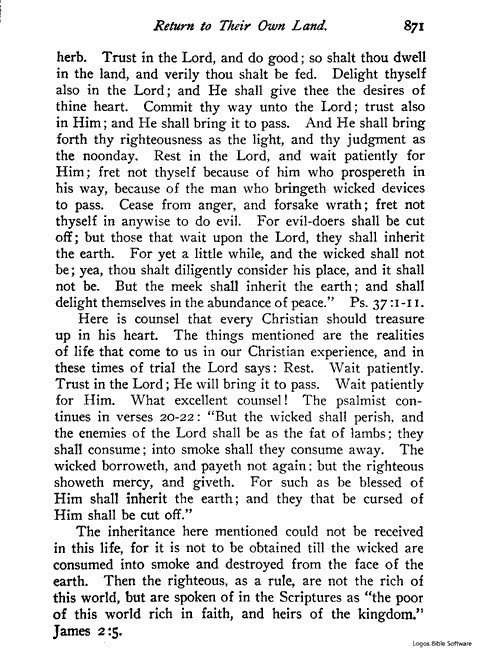 Return to Their Own Land. 871
herb. Trust in the Lord, and do good; so shalt thou dwell
in the land, and verily thou shalt be fed. Delight thyself
also in the Lord; and He shall give thee the desires of
thine heart. Commit thy way unto the Lord; trust also
in Him; and He shall bring it to pass. And He shall bring
forth thy righteousness as the light, and thy judgment as
the noonday. Rest in the Lord, and wait patiently for
Him; fret not thyself because of him who prospereth in
his way, because of the man who bringeth wicked devices
to pass. Cease from anger, and forsake wrath; fret not
thyself in anywise to do evil. For evil-doers shall be cut
off; but those that wait upon the Lord, they shall inherit
the earth. For yet a little while, and the wicked shall not
be; yea, thou shalt diligently consider his place, and it shall
not be. But the meek shall inherit the earth; and shall
delight themselves in the abundance of peace." Ps. 37:1-11.
Here is counsel that every Christian should treasure
up in his heart. The things mentioned are the realities
of life that come to us in our Christian experience, and in
these times of trial the Lord says: Rest. Wait patiently.
Trust in the Lord; He will bring it to pass. Wait patiently
for Him. What excellent counsel! The psalmist con-
tinues in verses 20-22: "But the wicked shall perish, and
the enemies of the Lord shall be as the fat of lambs; they
shall consume; into smoke shall they consume away. The
wicked borroweth, and payeth not again; but the righteous
showeth mercy, and giveth. For such as be blessed of
Him shall inherit the earth; and they that be cursed of
Him shall be cut off."
The inheritance here mentioned could not be received
in this life, for it is not to be obtained till the wicked are
consumed into smoke and destroyed from the face of the
earth. Then the righteous, as a rule, are not the rich of
this world, but are spoken of in the Scriptures as "the poor
of this world rich in faith, and heirs of the kingdom."
James 2:5.
Logos Bible Software